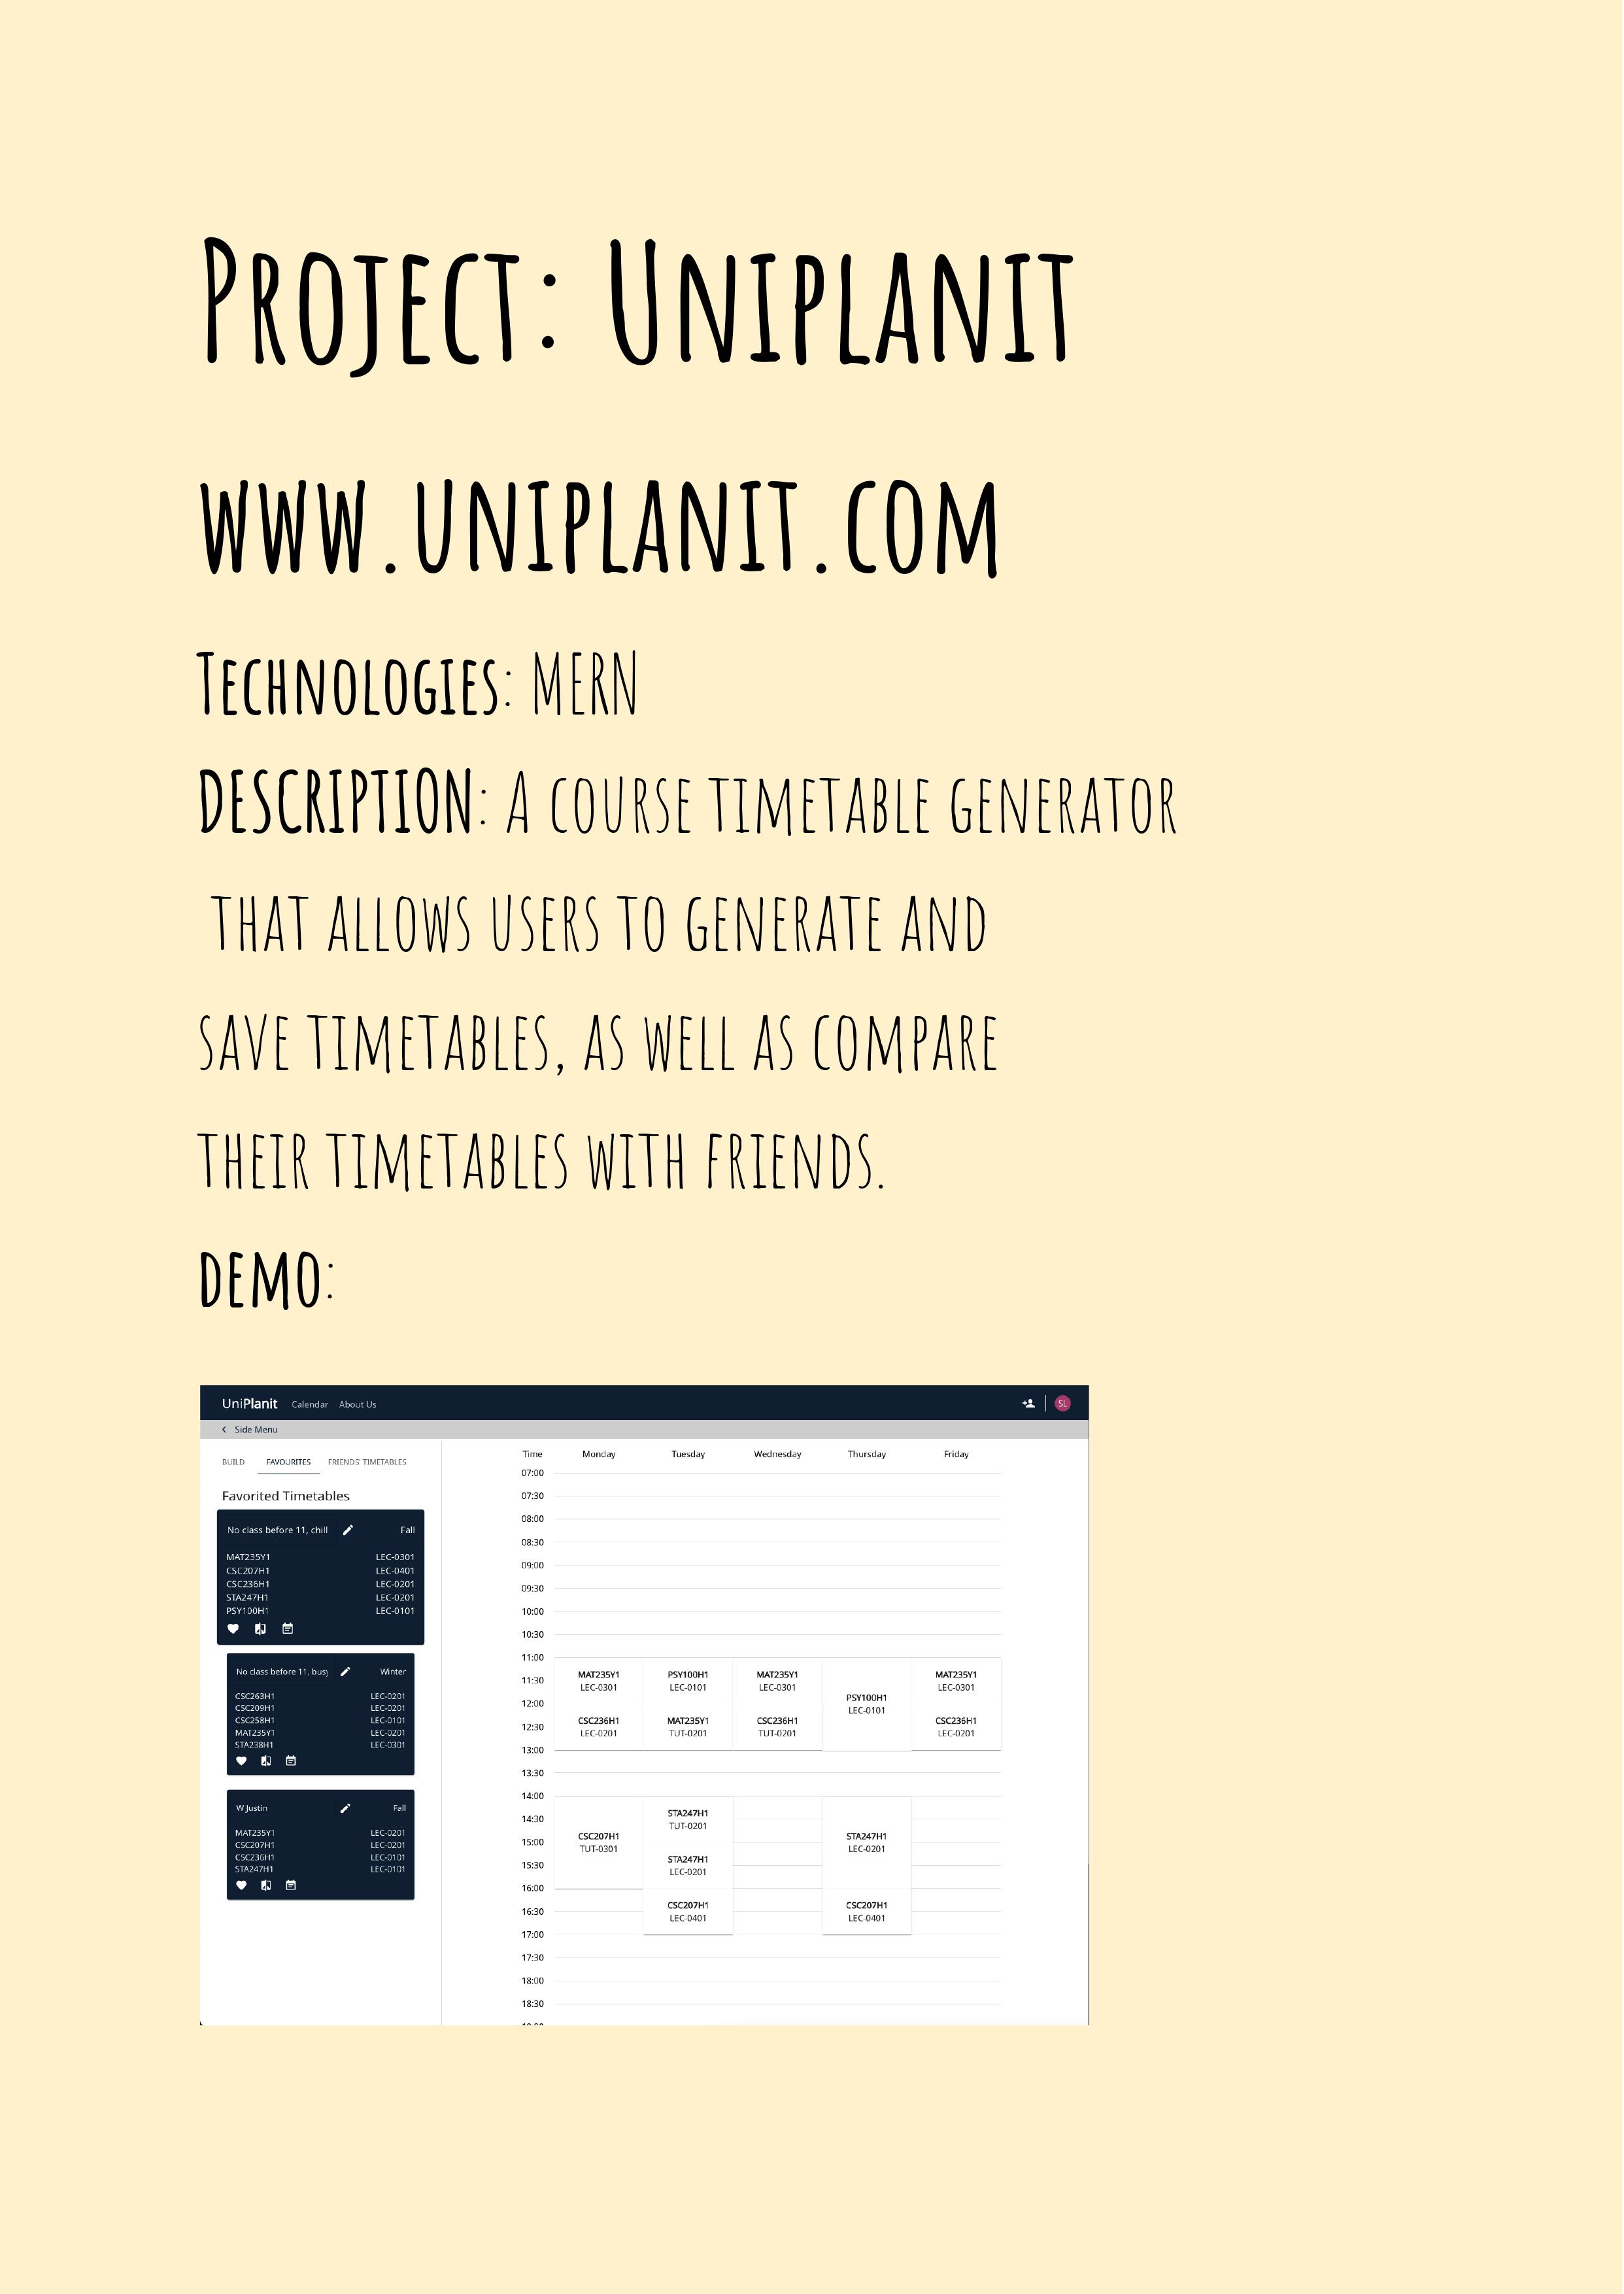 Project: Uniplanit
www.uniplanit.com
Technologies: MERN
DESCRIPTION: A course timetable generator
that allows users to generate and
save timetables, as well as compare
their timetables with friends.
DEMO:
UniPlanit Calendar About Us SL
Side Menu
BUILD FAVOURITES FRIENDS' TIMETABLES
Favorited Timetables
No class before 11, chill Fall
MAT235Y1 LEC-0301
CSC207H1 LEC-0401
CSC236H1 LEC-0201
STA247H1 LEC-0201
PSY100H1 LEC-0101
No class before 11, busy Winter
CSC263H1 LEC-0201
CSC209H1 LEC-0201
CSC258H1 LEC-0101
MAT235Y1 LEC-0201
STA238H1 LEC-0301
W Justin Fall
MAT235Y1 LEC-0201
CSC207H1 LEC-0201
CSC236H1 LEC-0101
STA247H1 LEC-0101
Time Monday Tuesday Wednesday Thursday Friday
07:00
07:30
08:00
08:30
09:00
09:30
10:00
10:30
11:00
MAT235Y1 PSY100H1 MAT235Y1 MAT235Y1
11:30
LEC-0301 LEC-0101 LEC-0301 LEC-0301
PSY100H1
12:00
LEC-0101
CSC236H1 MAT235Y1 CSC236H1 CSC236H1
12:30
LEC-0201 TUT-0201 TUT-0201 LEC-0201
13:00
13:30
14:00
STA247H1
14:30
TUT-0201
CSC207H1 STA247H1
15:00
TUT-0301 LEC-0201
STA247H1
15:30
LEC-0201
16:00
CSC207H1 CSC207H1
16:30
LEC-0401 LEC-0401
17:00
17:30
18:00
18:30